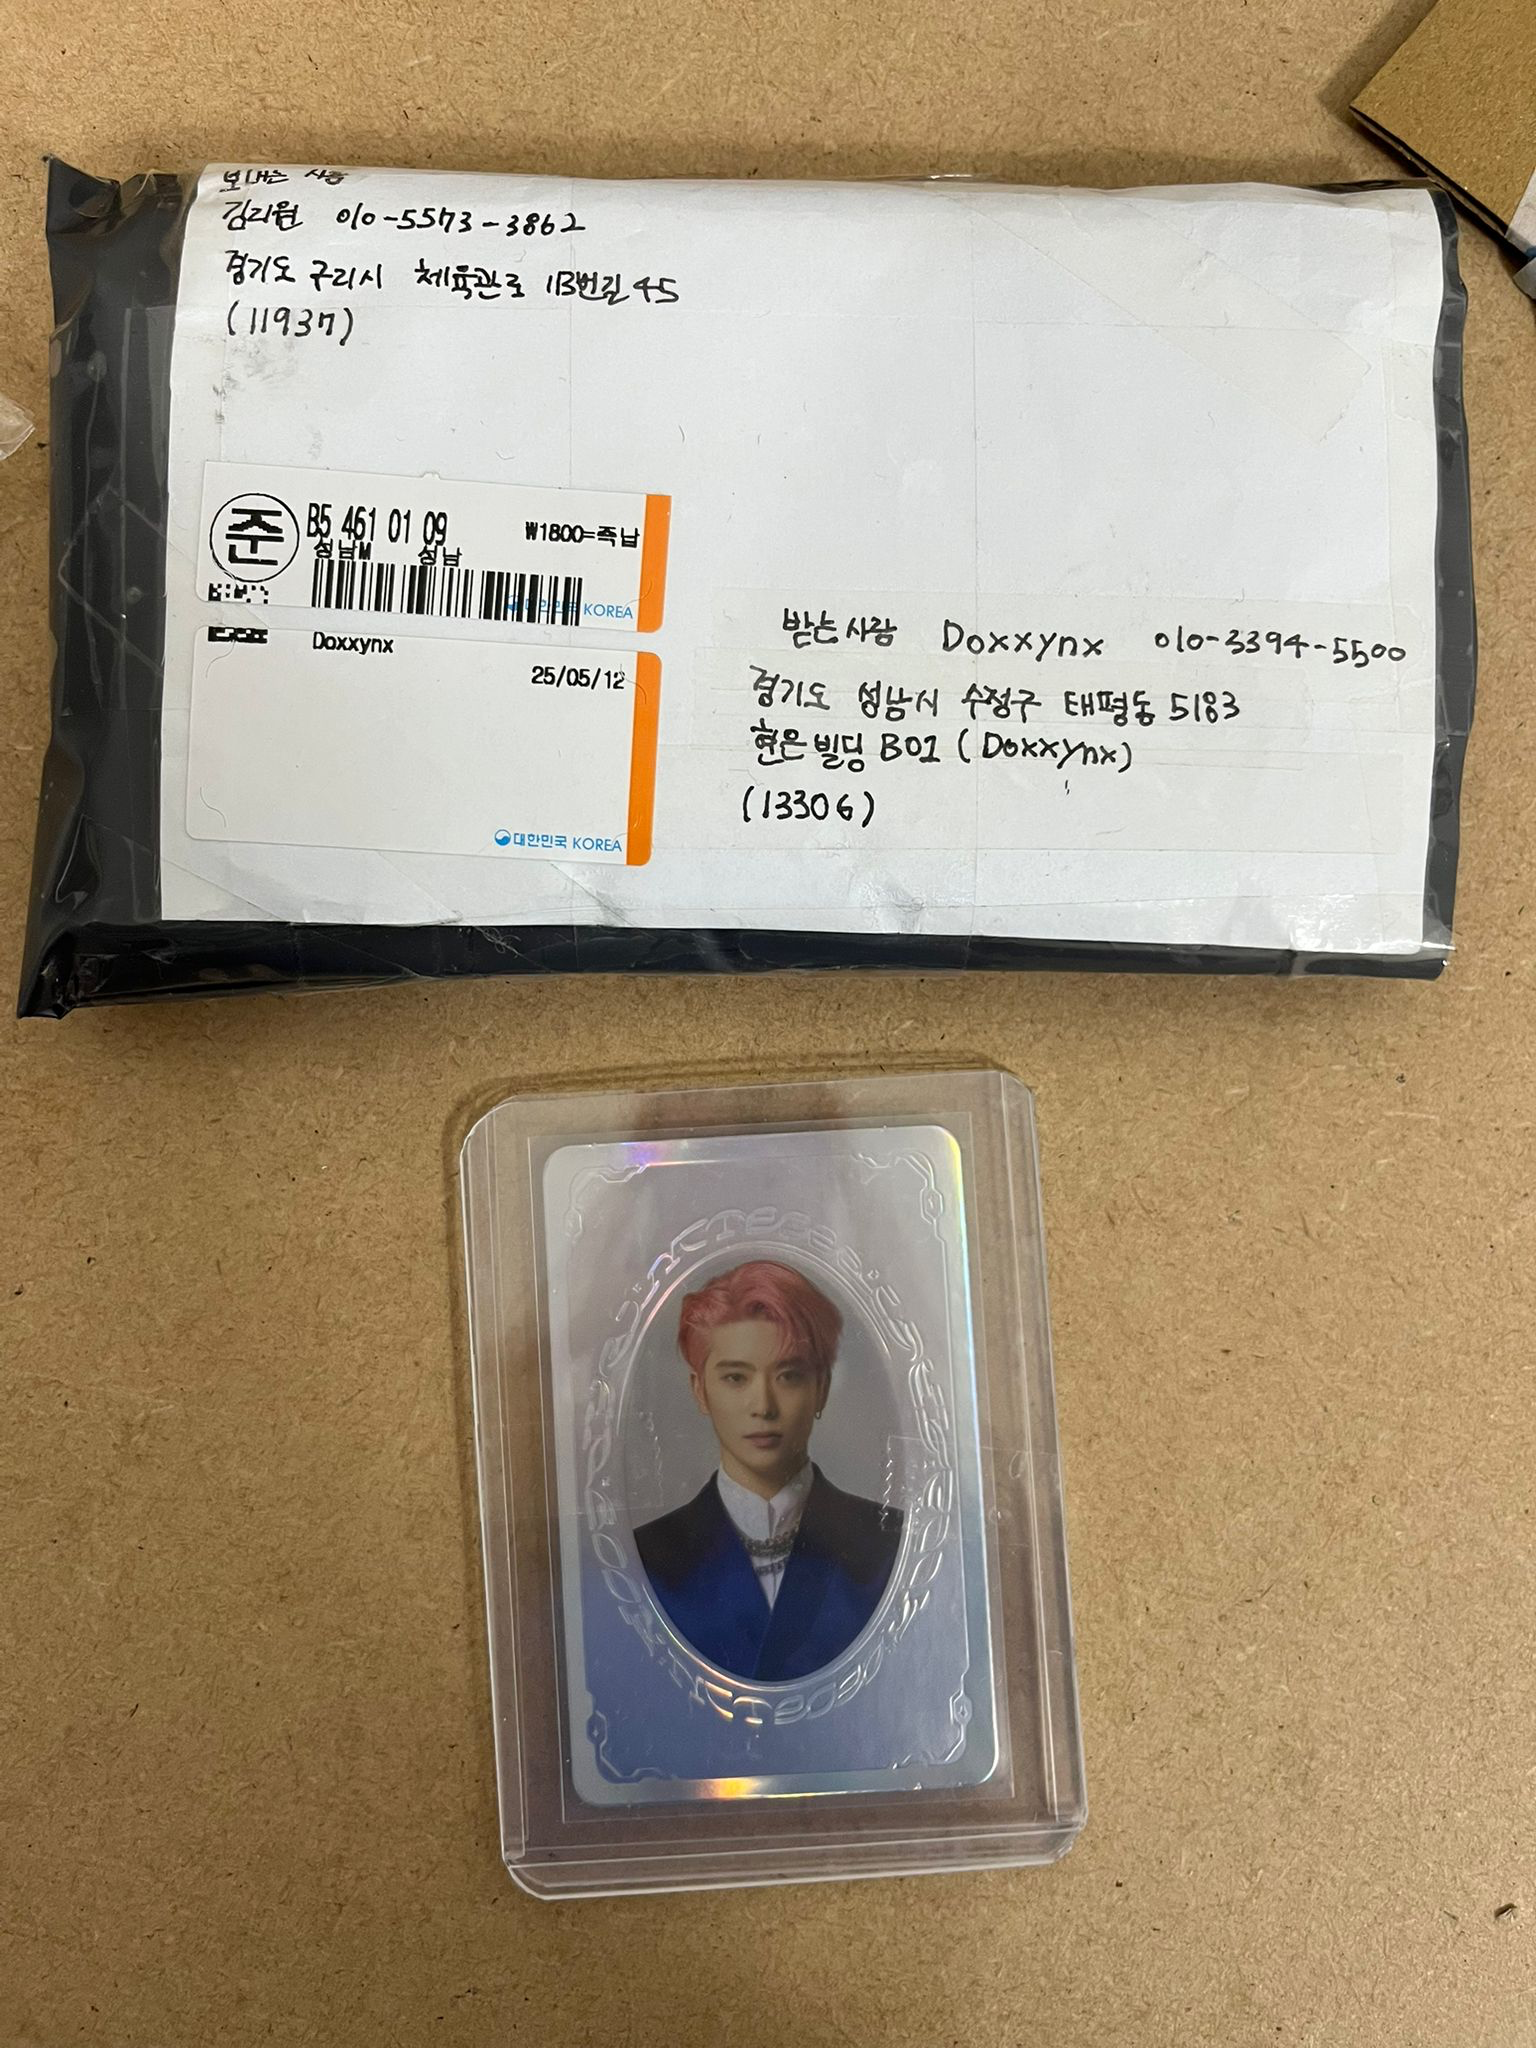 보내는 사람
김리원 010-5573-3862
경기도 구리시 체육관로 113번길 45
(11937)
준
B5 461 01 09
₩1800=즉납
성남M 성남
대한민국 KOREA
Doxxynx
25/05/12
대한민국 KOREA
받는사람 Doxxynx 010-3394-5500
경기도 성남시 수정구 태평동 5183
현은빌딩 B01 (Doxxynx)
(13306)